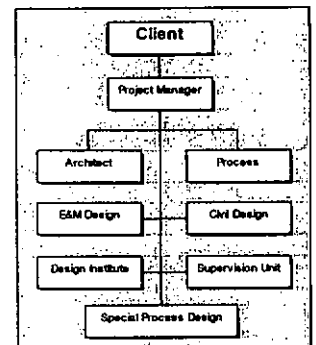 Client
Project Manager
Architect
Process
E&M Design
Civil Design
Design Institute
Supervision Unit
Special Process Design